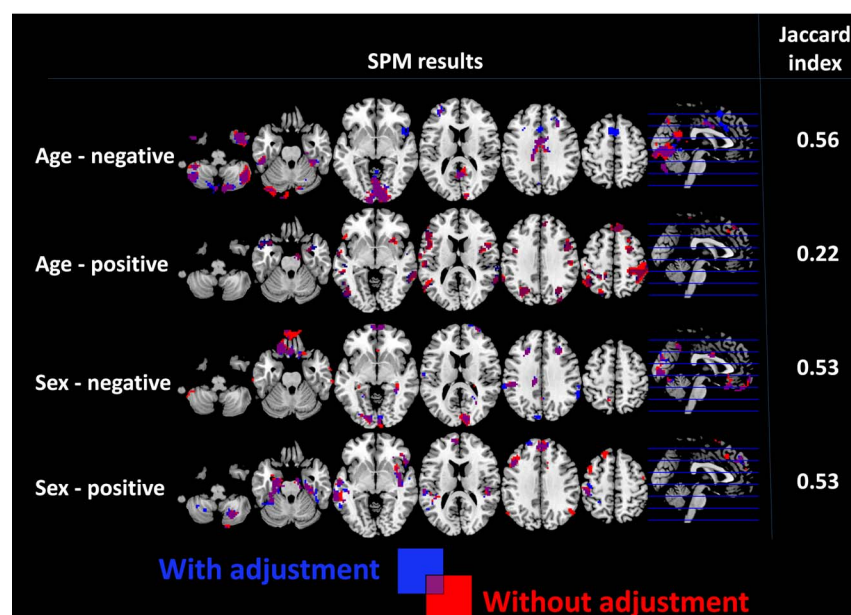 SPM results
Jaccard
index
Age - negative
0.56
Age - positive
0.22
Sex - negative
0.53
Sex - positive
0.53
With adjustment
Without adjustment